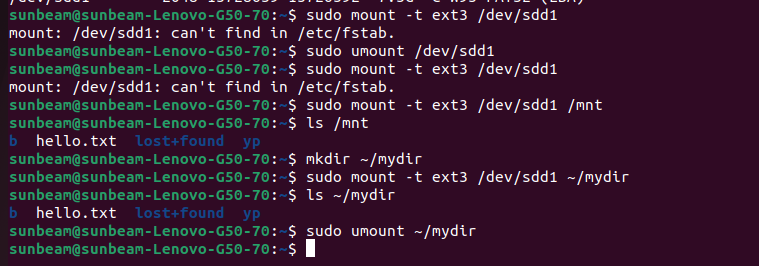 sunbeam@sunbeam-Lenovo-G50-70:~$ sudo mount -t ext3 /dev/sdd1
mount: /dev/sdd1: can't find in /etc/fstab.
sunbeam@sunbeam-Lenovo-G50-70:~$ sudo umount /dev/sdd1
sunbeam@sunbeam-Lenovo-G50-70:~$ sudo mount -t ext3 /dev/sdd1
mount: /dev/sdd1: can't find in /etc/fstab.
sunbeam@sunbeam-Lenovo-G50-70:~$ sudo mount -t ext3 /dev/sdd1 /mnt
sunbeam@sunbeam-Lenovo-G50-70:~$ ls /mnt
b  hello.txt  lost+found  yp
sunbeam@sunbeam-Lenovo-G50-70:~$ mkdir ~/mydir
sunbeam@sunbeam-Lenovo-G50-70:~$ sudo mount -t ext3 /dev/sdd1 ~/mydir
sunbeam@sunbeam-Lenovo-G50-70:~$ ls ~/mydir
b  hello.txt  lost+found  yp
sunbeam@sunbeam-Lenovo-G50-70:~$ sudo umount ~/mydir
sunbeam@sunbeam-Lenovo-G50-70:~$